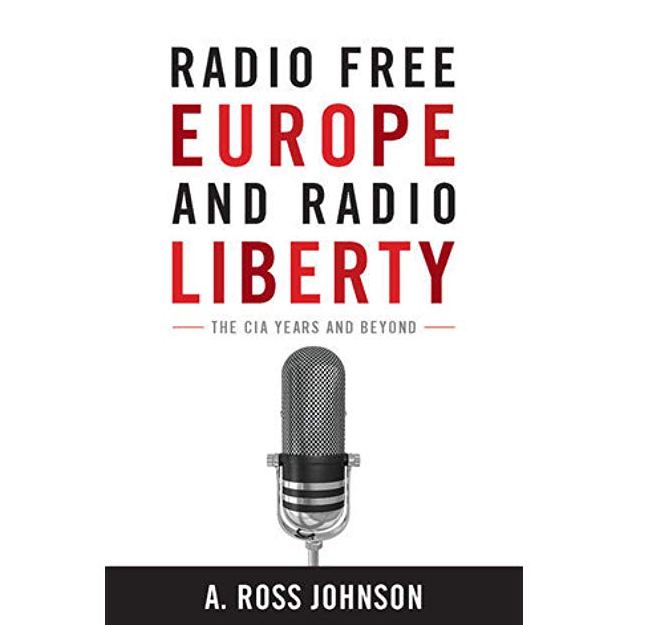 RADIO FREE
EUROPE
AND RADIO
LIBERTY
THE CIA YEARS AND BEYOND
A. ROSS JOHNSON